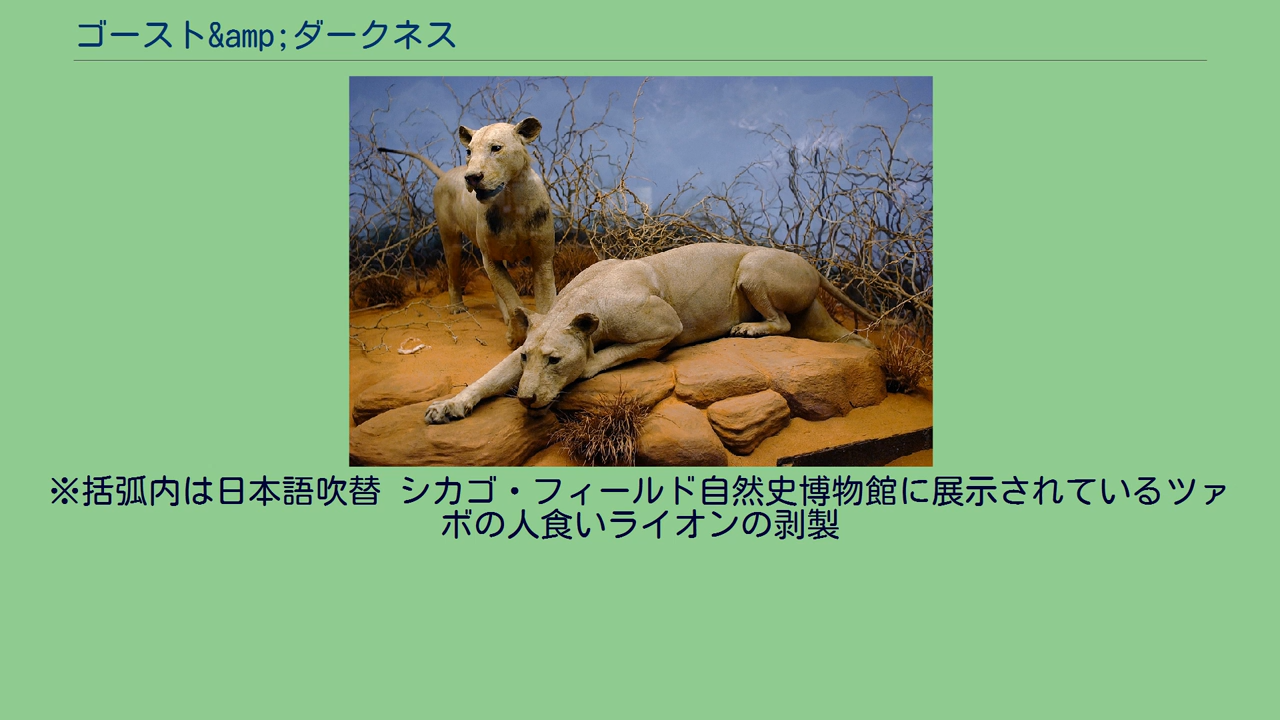 ゴースト&amp;ダークネス
※括弧内は日本語吹替 シカゴ・フィールド自然史博物館に展示されているツァ
ボの人食いライオンの剥製